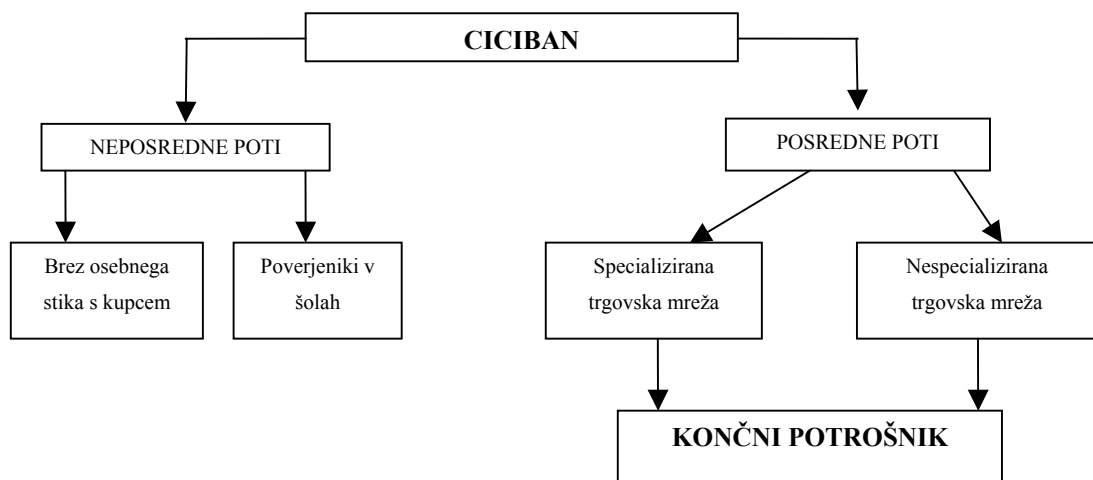 CICIBAN
NEPOSREDNE POTI
POSREDNE POTI
Brez osebnega
stika s kupcem
Poverjeniki v
šolah
Specializirana
trgovska mreža
Nespecializirana
trgovska mreža
KONČNI POTROŠNIK